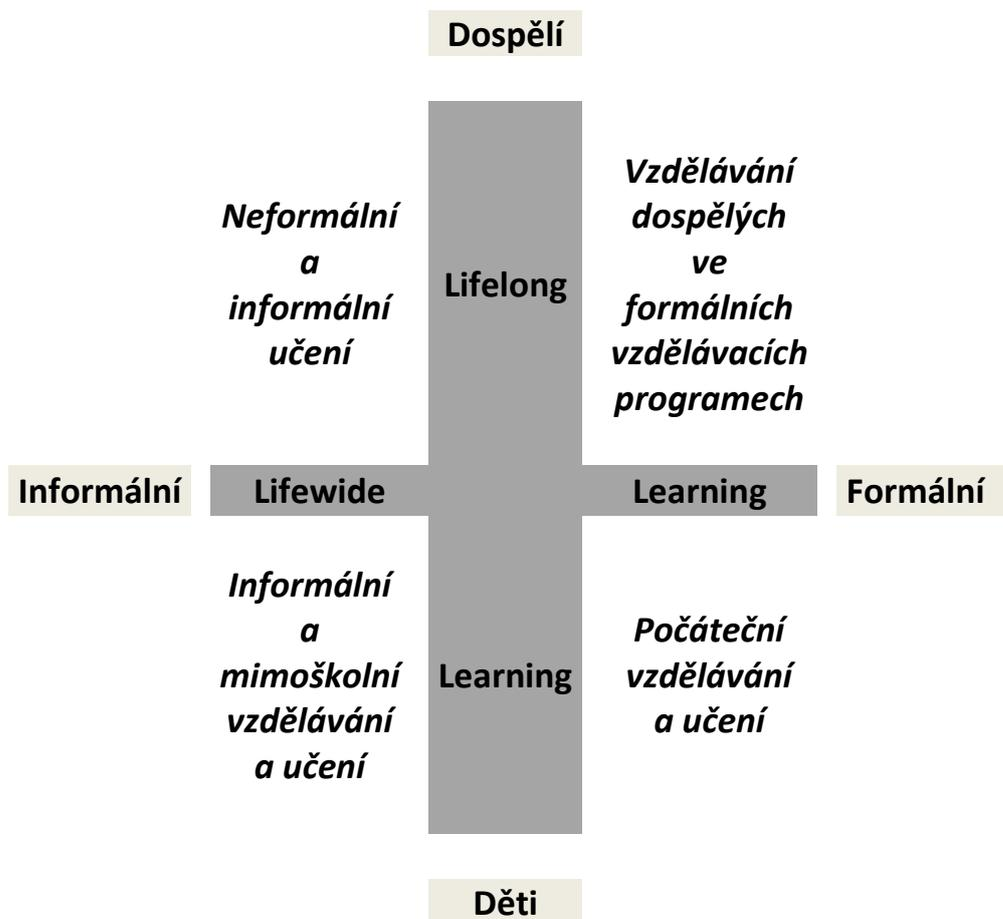 Dospělí
Neformální
a
informální
učení
Lifelong
Vzdělávání
dospělých
ve
formálních
vzdělávacích
programech
Informální
Lifewide
Learning
Formální
Informální
a
mimoškolní
vzdělávání
a učení
Learning
Počáteční
vzdělávání
a učení
Děti